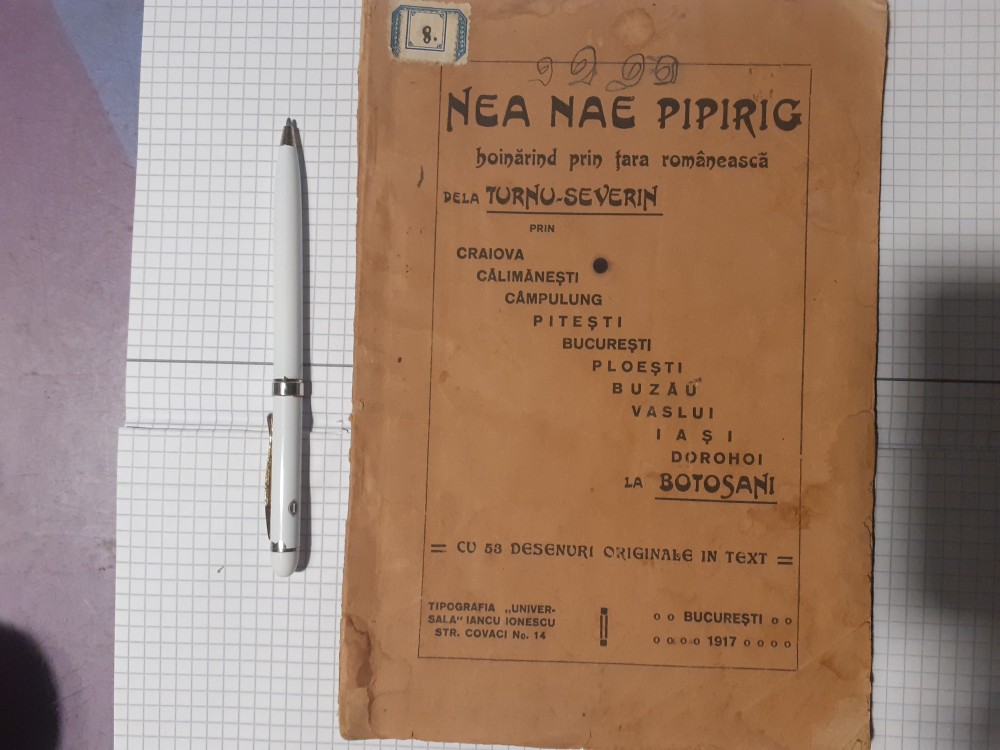 8.
NEA NAE PIPIRIG
hoinărind prin țara românească
DELA TURNU-SEVERIN
PRIN
CRAIOVA
CĂLIMĂNEȘTI
CÂMPULUNG
PITEȘTI
BUCUREȘTI
PLOEȘTI
BUZĂU
VASLUI
IAȘI
DOROHOI
LA BOTOȘANI
= CU 53 DESENURI ORIGINALE IN TEXT =
TIPOGRAFIA „UNIVER-
SALA" IANCU IONESCU
STR. COVACI No. 14
o o BUCUREȘTI o o
o o o o 1917 o o o o